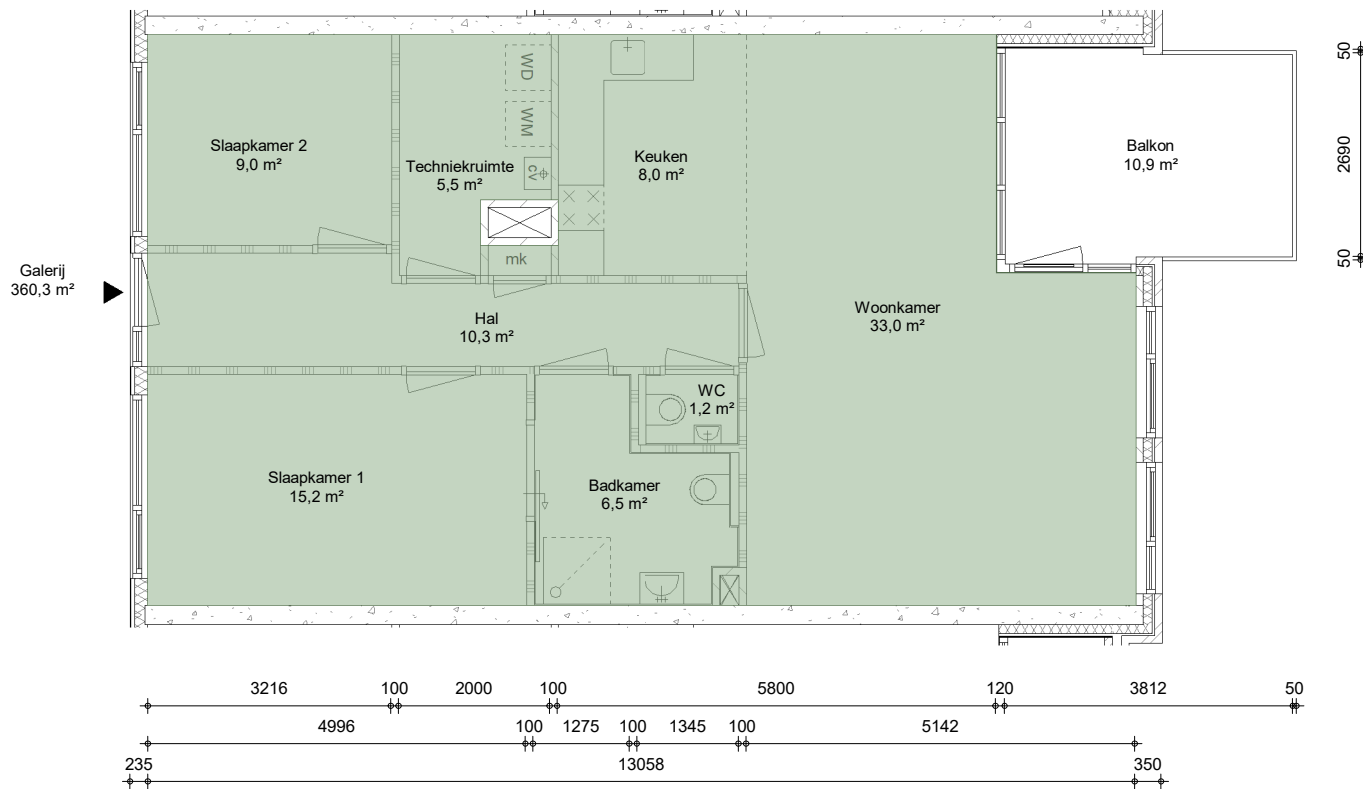 Slaapkamer 2
9,0 m²
Techniekruimte
5,5 m²
WD
WM
cv
mk
Keuken
8,0 m²
Balkon
10,9 m²
50
2690
50
Galerij
360,3 m²
Hal
10,3 m²
Woonkamer
33,0 m²
WC
1,2 m²
Slaapkamer 1
15,2 m²
Badkamer
6,5 m²
3216 100 2000 100 5800 120 3812 50
4996 100 1275 100 1345 100 5142
235 13058 350